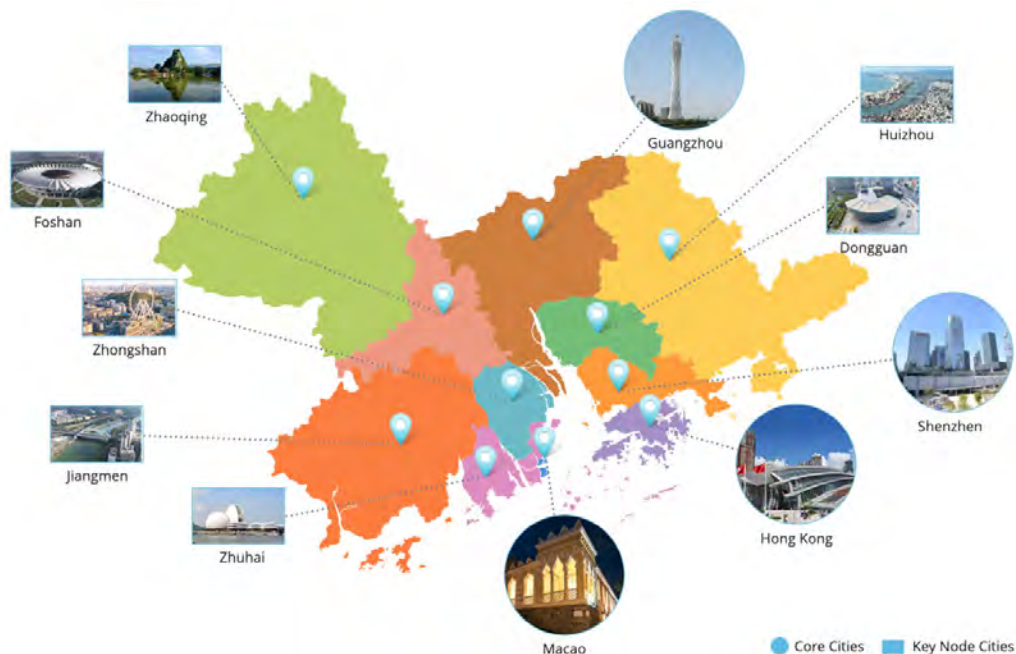 Zhaoqing
Guangzhou
Huizhou
Foshan
Dongguan
Zhongshan
Shenzhen
Jiangmen
Hong Kong
Zhuhai
Macao
Core Cities
Key Node Cities